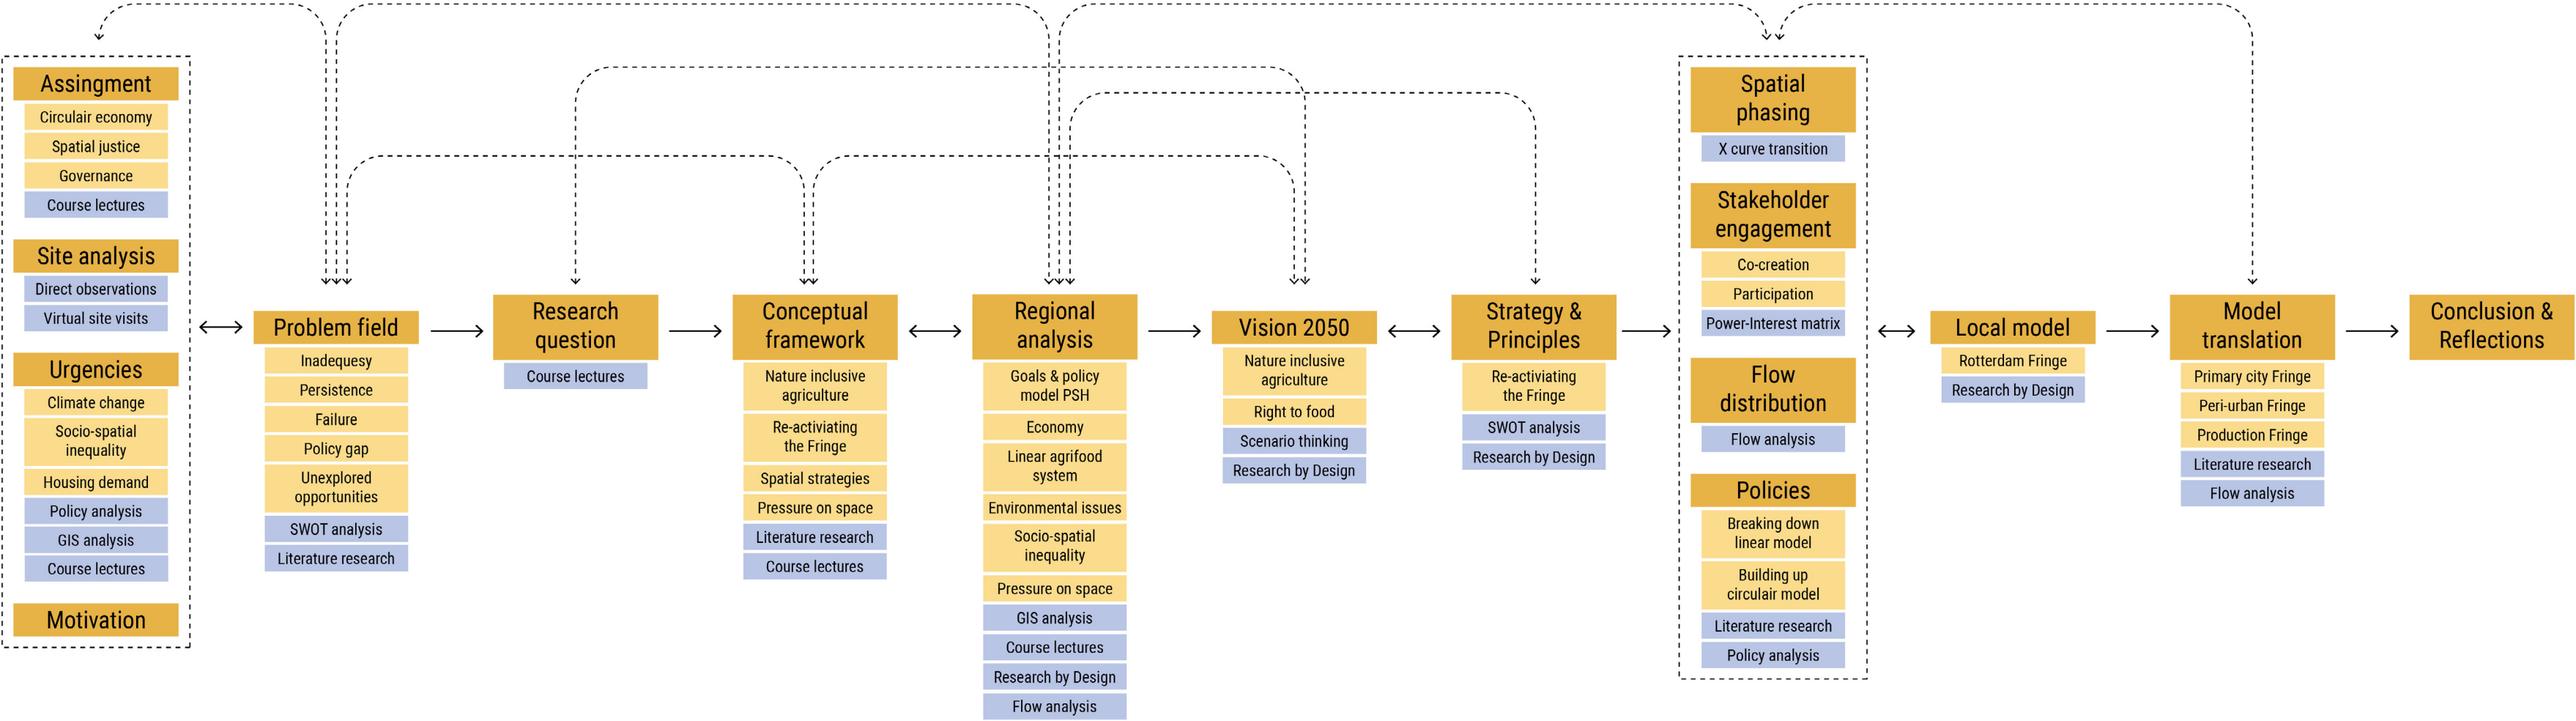 Assingment
Circulair economy
Spatial justice
Governance
Course lectures
Site analysis
Direct observations
Virtual site visits
Urgencies
Climate change
Socio-spatial
inequality
Housing demand
Policy analysis
GIS analysis
Course lectures
Motivation
Problem field
Inadequesy
Persistence
Failure
Policy gap
Unexplored
opportunities
SWOT analysis
Literature research
Research
question
Course lectures
Conceptual
framework
Nature inclusive
agriculture
Re-activiating
the Fringe
Spatial strategies
Pressure on space
Literature research
Course lectures
Regional
analysis
Goals & policy
model PSH
Economy
Linear agrifood
system
Environmental issues
Socio-spatial
inequality
Pressure on space
GIS analysis
Course lectures
Research by Design
Flow analysis
Vision 2050
Nature inclusive
agriculture
Right to food
Scenario thinking
Research by Design
Strategy &
Principles
Re-activiating
the Fringe
SWOT analysis
Research by Design
Spatial
phasing
X curve transition
Stakeholder
engagement
Co-creation
Participation
Power-Interest matrix
Flow
distribution
Flow analysis
Policies
Breaking down
linear model
Building up
circulair model
Literature research
Policy analysis
Local model
Rotterdam Fringe
Research by Design
Model
translation
Primary city Fringe
Peri-urban Fringe
Production Fringe
Literature research
Flow analysis
Conclusion &
Reflections